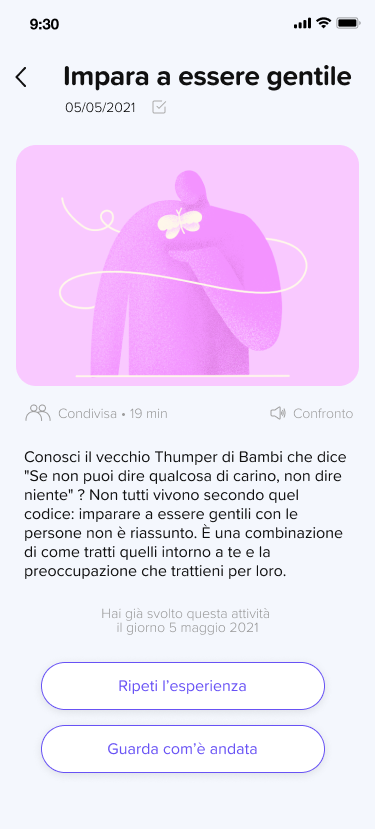 9:30
Impara a essere gentile
05/05/2021
Condivisa • 19 min
Confronto
Conosci il vecchio Thumper di Bambi che dice
"Se non puoi dire qualcosa di carino, non dire
niente" ? Non tutti vivono secondo quel
codice: imparare a essere gentili con le
persone non è riassunto. È una combinazione
di come tratti quelli intorno a te e la
preoccupazione che trattieni per loro.
Hai già svolto questa attività
il giorno 5 maggio 2021
Ripeti l'esperienza
Guarda com'è andata